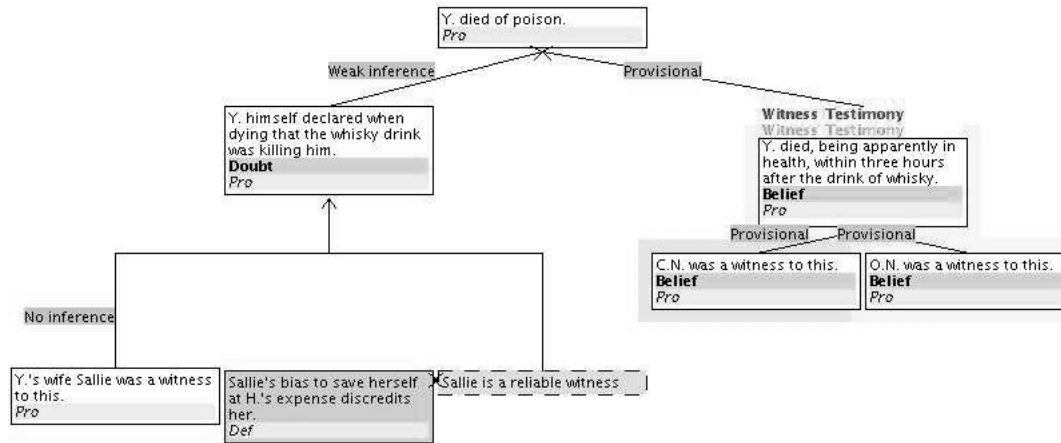 Y. died of poison.
Pro
Weak inference
Provisional
Y. himself declared when
dying that the whisky drink
was killing him.
Doubt
Pro
Witness Testimony
Witness Testimony
Y. died, being apparently in
health, within three hours
after the drink of whisky.
Belief
Pro
Provisional
Provisional
C.N. was a witness to this.
Belief
Pro
O.N. was a witness to this.
Belief
Pro
No inference
Y.'s wife Sallie was a witness
to this.
Pro
Sallie's bias to save herself
at H.'s expense discredits
her.
Def
Sallie is a reliable witness